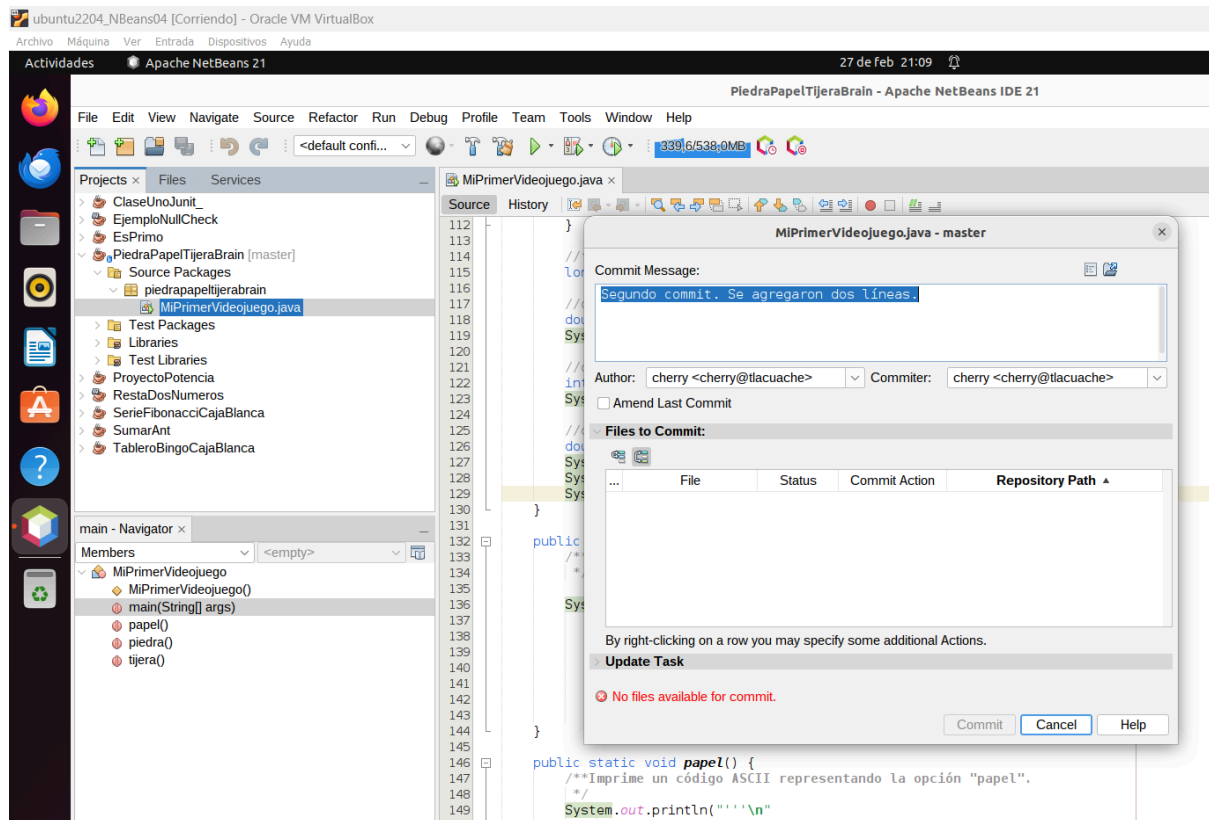 ubuntu2204_NBeans04 [Corriendo] - Oracle VM VirtualBox
Archivo Máquina Ver Entrada Dispositivos Ayuda
Actividades Apache NetBeans 21 27 de feb 21:09
PiedraPapelTijeraBrain - Apache NetBeans IDE 21
File Edit View Navigate Source Refactor Run Debug Profile Team Tools Window Help
<default confi... 339,6/538,0MB
Projects × Files Services
ClaseUnoJunit_
EjemploNullCheck
EsPrimo
PiedraPapelTijeraBrain [master]
Source Packages
piedrapapeltijerabrain
MiPrimerVideojuego.java
Test Packages
Libraries
Test Libraries
ProyectoPotencia
RestaDosNumeros
SerieFibonacciCajaBlanca
SumarAnt
TableroBingoCajaBlanca
main - Navigator ×
Members <empty>
MiPrimerVideojuego
MiPrimerVideojuego()
main(String[] args)
papel()
piedra()
tijera()
MiPrimerVideojuego.java ×
Source History
112 }
113
114 //
115 lon
116
117 //
118 dou
119 Sys
120
121 //
122 int
123 Sys
124
125 //
126 dou
127 Sys
128 Sys
129 Sys
130 }
131
132 public
133 /**
134 *
135
136 Sys
137
138
139
140
141
142
143
144 }
145
146 public static void papel() {
147 /**Imprime un código ASCII representando la opción "papel".
148 */
149 System.out.println("'''\n"
MiPrimerVideojuego.java - master ×
Commit Message:
Segundo commit. Se agregaron dos líneas.
Author: cherry <cherry@tlacuache> Commiter: cherry <cherry@tlacuache>
Amend Last Commit
Files to Commit:
... File Status Commit Action Repository Path
By right-clicking on a row you may specify some additional Actions.
Update Task
No files available for commit.
Commit Cancel Help